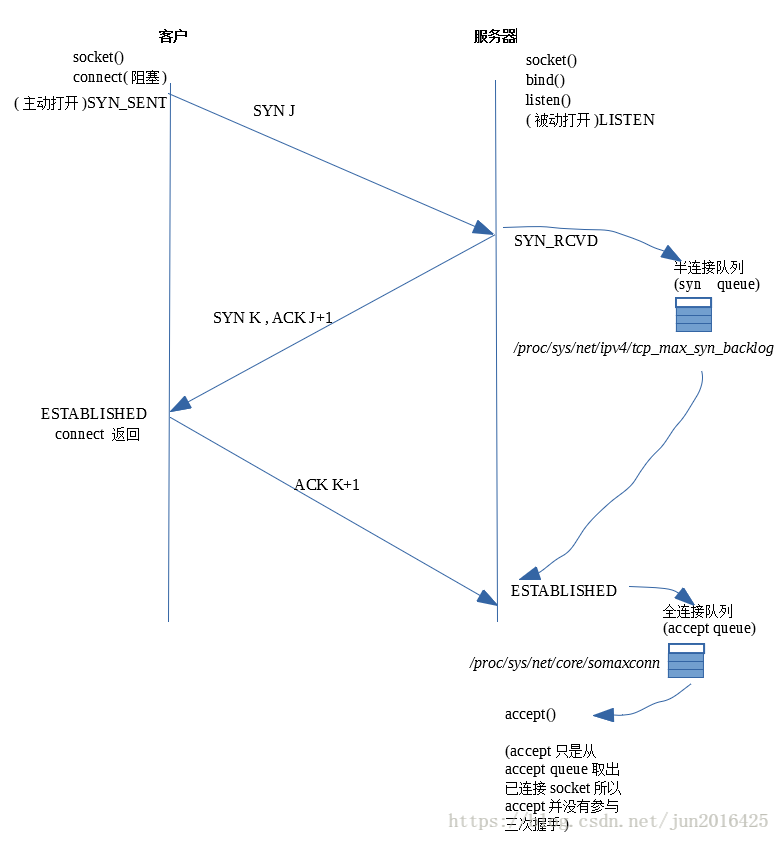 客户
服务器
socket()
connect( 阻塞 )
( 主动打开 )SYN_SENT
socket()
bind()
listen()
( 被动打开 )LISTEN
SYN J
SYN_RCVD
半连接队列
(syn queue)
SYN K , ACK J+1
/proc/sys/net/ipv4/tcp_max_syn_backlog
ESTABLISHED
connect 返回
ACK K+1
ESTABLISHED
全连接队列
(accept queue)
/proc/sys/net/core/somaxconn
accept()
(accept 只是从
accept queue 取出
已连接 socket 所以
accept 并没有参与
三次握手 )
https://blog.csdn.net/jun2016425